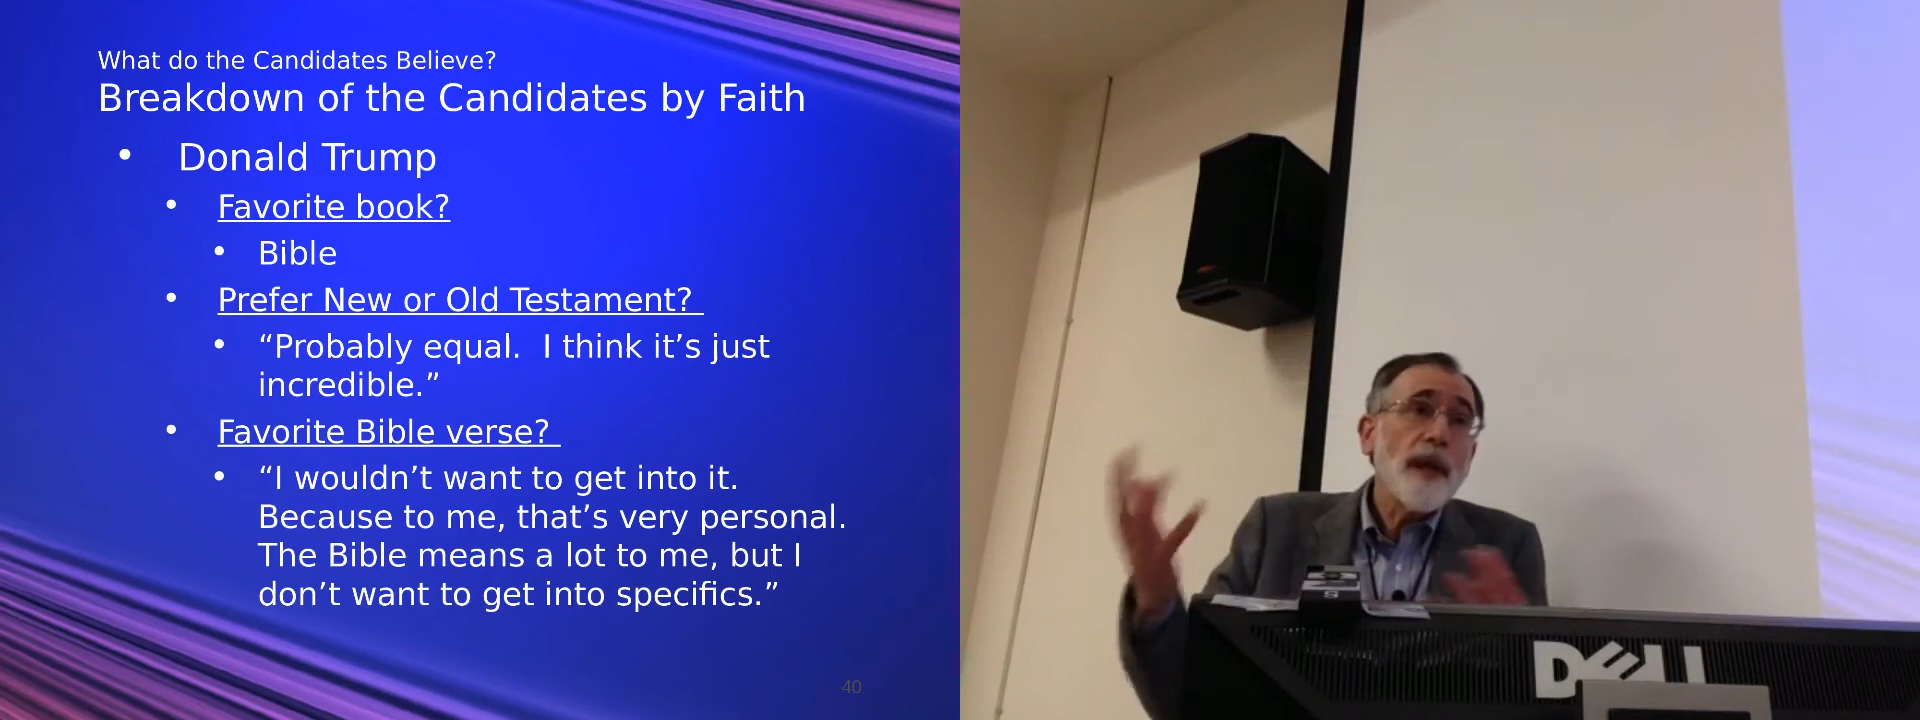 What do the Candidates Believe?
Breakdown of the Candidates by Faith
• Donald Trump
• Favorite book?
• Bible
• Prefer New or Old Testament?
• “Probably equal.  I think it’s just
incredible.”
• Favorite Bible verse?
• “I wouldn’t want to get into it.
Because to me, that’s very personal.
The Bible means a lot to me, but I
don’t want to get into specifics.”
40
DELL